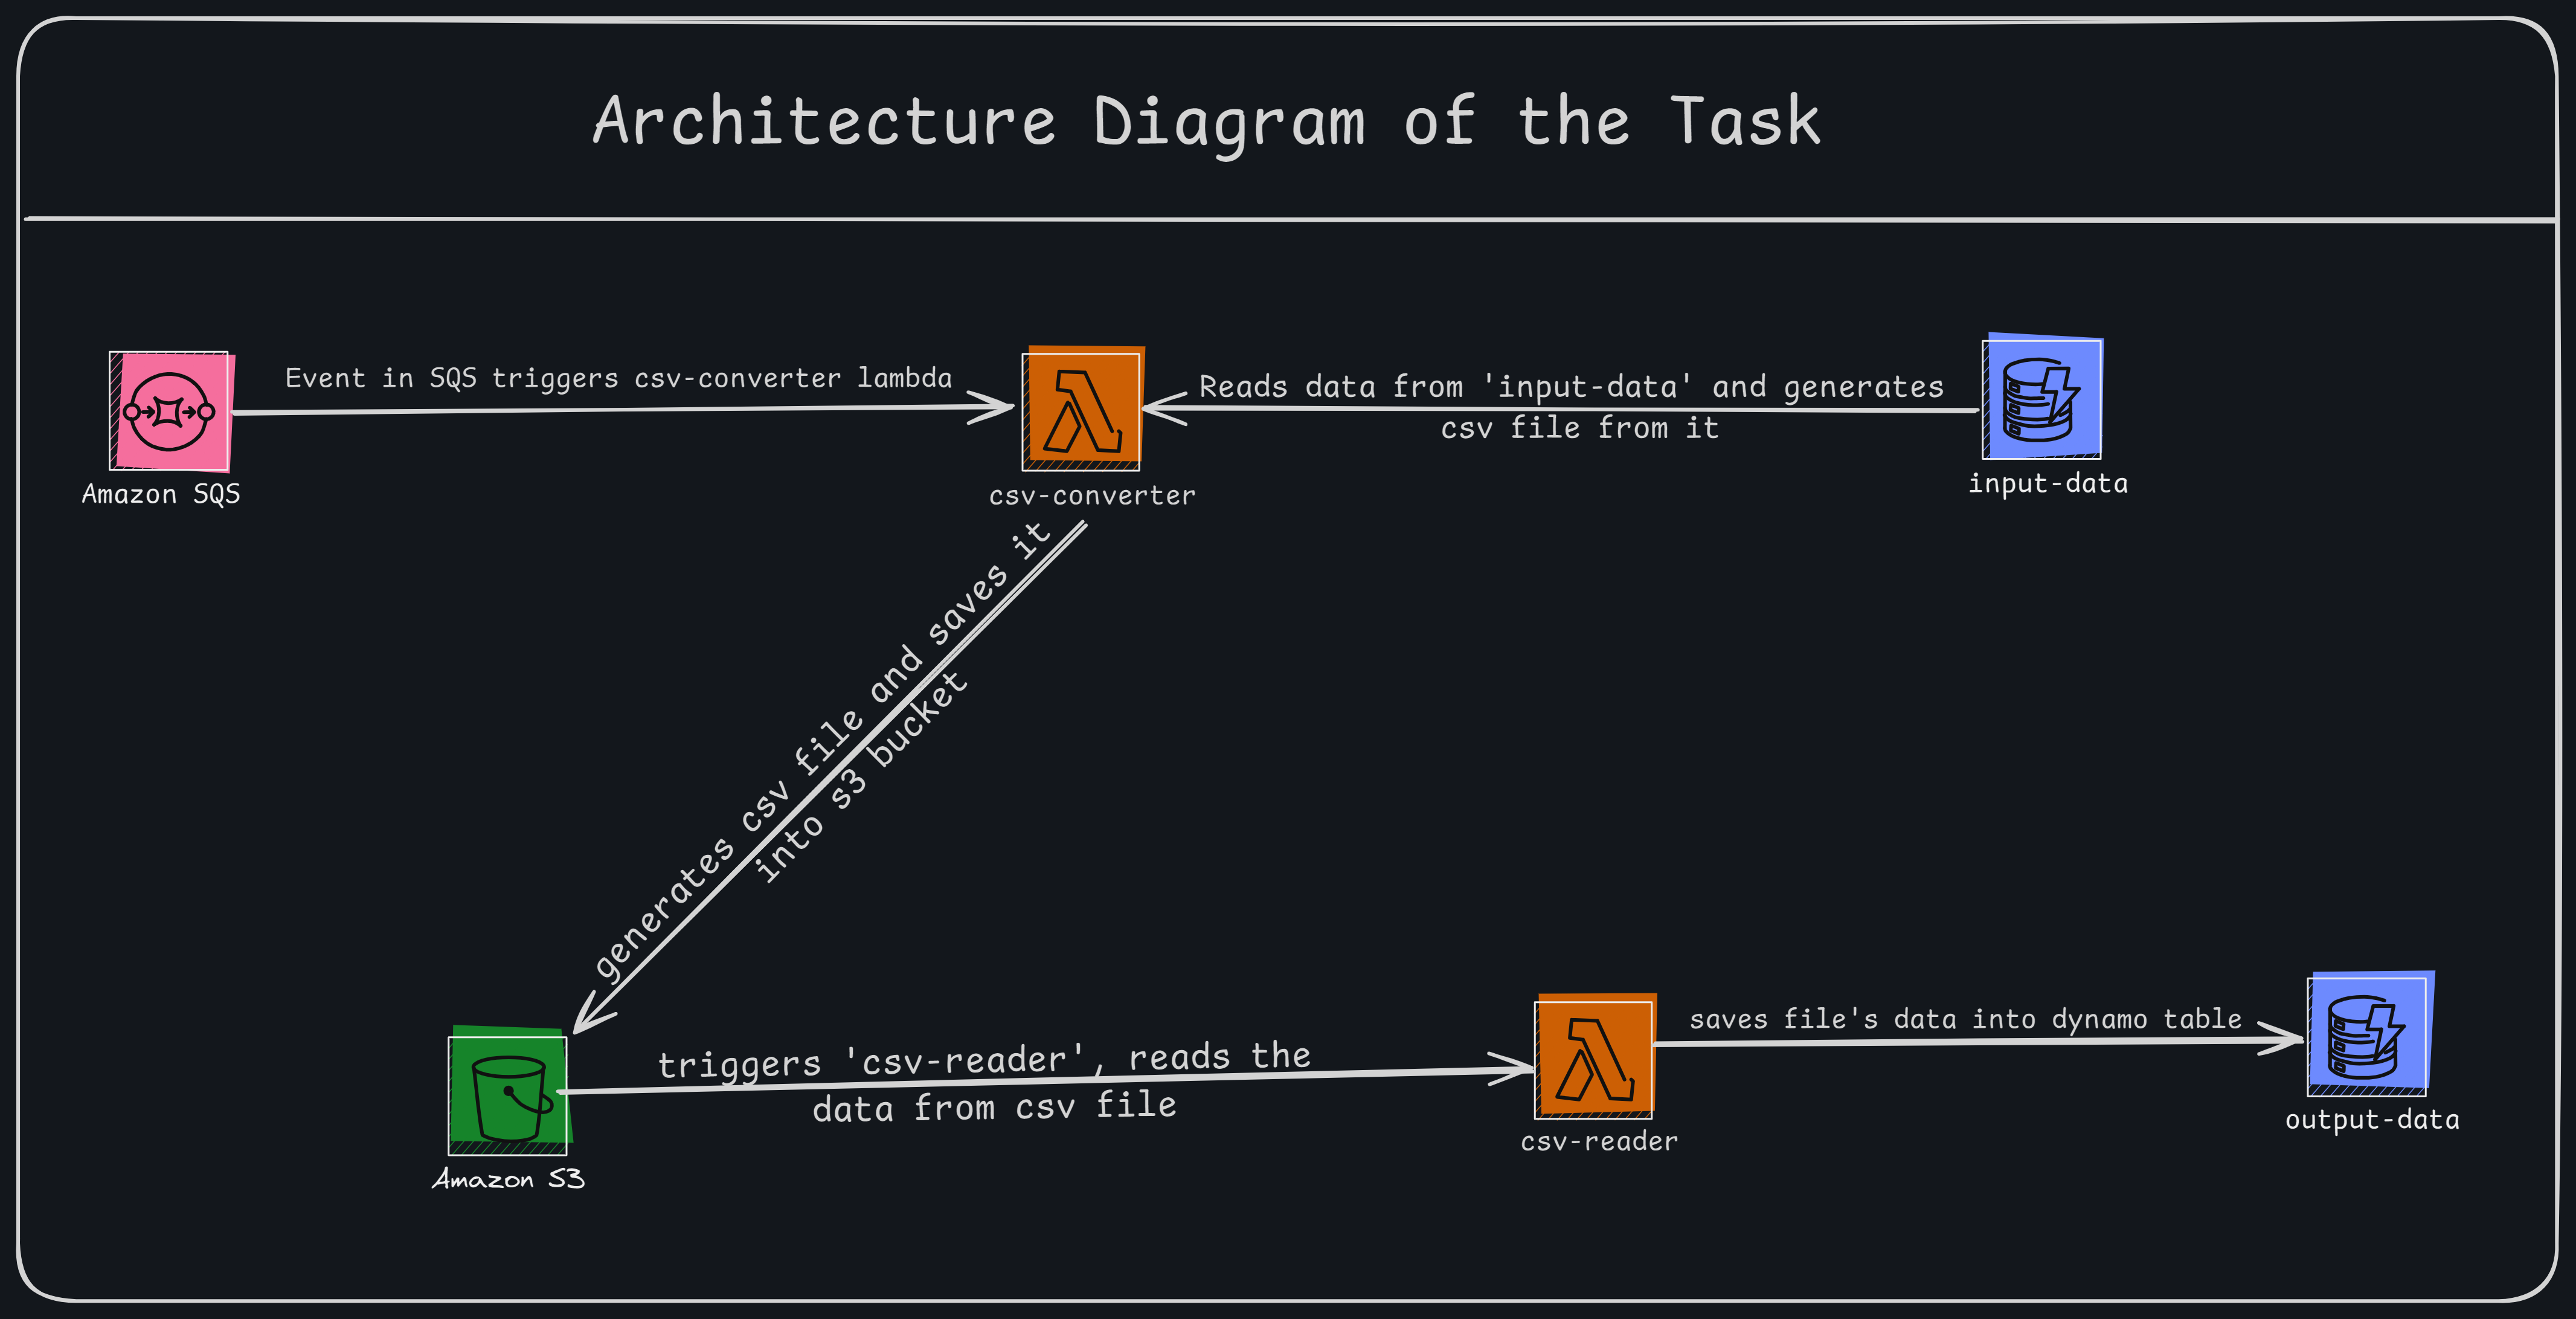 Architecture Diagram of the Task
Event in SQS triggers csv-converter lambda
Reads data from 'input-data' and generates
csv file from it
Amazon SQS
csv-converter
input-data
generates csv file and saves it
into s3 bucket
triggers 'csv-reader', reads the
data from csv file
saves file's data into dynamo table
Amazon S3
csv-reader
output-data